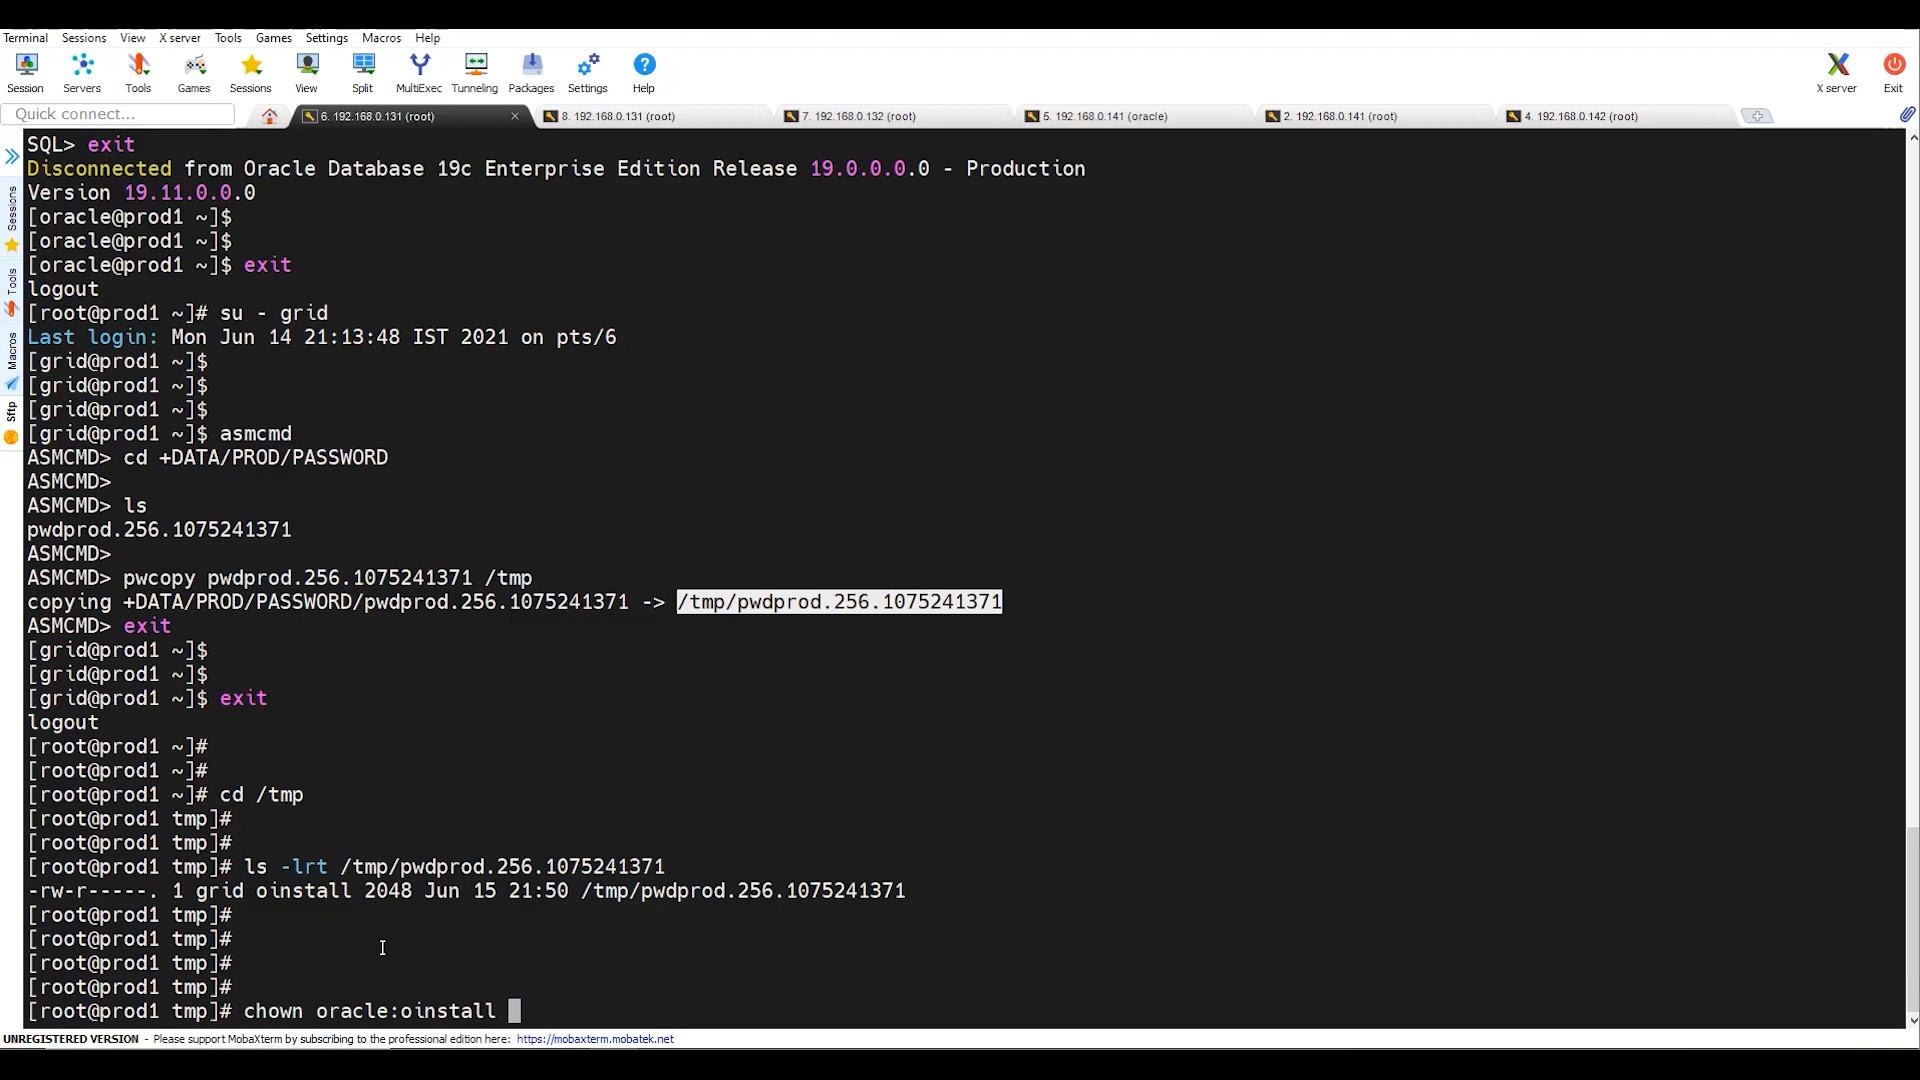 Terminal Sessions View X server Tools Games Settings Macros Help
Session Servers Tools Games Sessions View Split MultiExec Tunneling Packages Settings Help X server Exit
Quick connect... 6. 192.168.0.131 (root) 8. 192.168.0.131 (root) 7. 192.168.0.132 (root) 5. 192.168.0.141 (oracle) 2. 192.168.0.141 (root) 4. 192.168.0.142 (root)
Sessions
Tools
Macros
Sftp
SQL> exit
Disconnected from Oracle Database 19c Enterprise Edition Release 19.0.0.0.0 - Production
Version 19.11.0.0.0
[oracle@prod1 ~]$
[oracle@prod1 ~]$
[oracle@prod1 ~]$ exit
logout
[root@prod1 ~]# su - grid
Last login: Mon Jun 14 21:13:48 IST 2021 on pts/6
[grid@prod1 ~]$
[grid@prod1 ~]$
[grid@prod1 ~]$
[grid@prod1 ~]$ asmcmd
ASMCMD> cd +DATA/PROD/PASSWORD
ASMCMD>
ASMCMD> ls
pwdprod.256.1075241371
ASMCMD>
ASMCMD> pwcopy pwdprod.256.1075241371 /tmp
copying +DATA/PROD/PASSWORD/pwdprod.256.1075241371 -> /tmp/pwdprod.256.1075241371
ASMCMD> exit
[grid@prod1 ~]$
[grid@prod1 ~]$
[grid@prod1 ~]$ exit
logout
[root@prod1 ~]#
[root@prod1 ~]#
[root@prod1 ~]# cd /tmp
[root@prod1 tmp]#
[root@prod1 tmp]#
[root@prod1 tmp]# ls -lrt /tmp/pwdprod.256.1075241371
-rw-r-----. 1 grid oinstall 2048 Jun 15 21:50 /tmp/pwdprod.256.1075241371
[root@prod1 tmp]#
[root@prod1 tmp]#
[root@prod1 tmp]#
[root@prod1 tmp]#
[root@prod1 tmp]# chown oracle:oinstall
UNREGISTERED VERSION - Please support MobaXterm by subscribing to the professional edition here: https://mobaxterm.mobatek.net